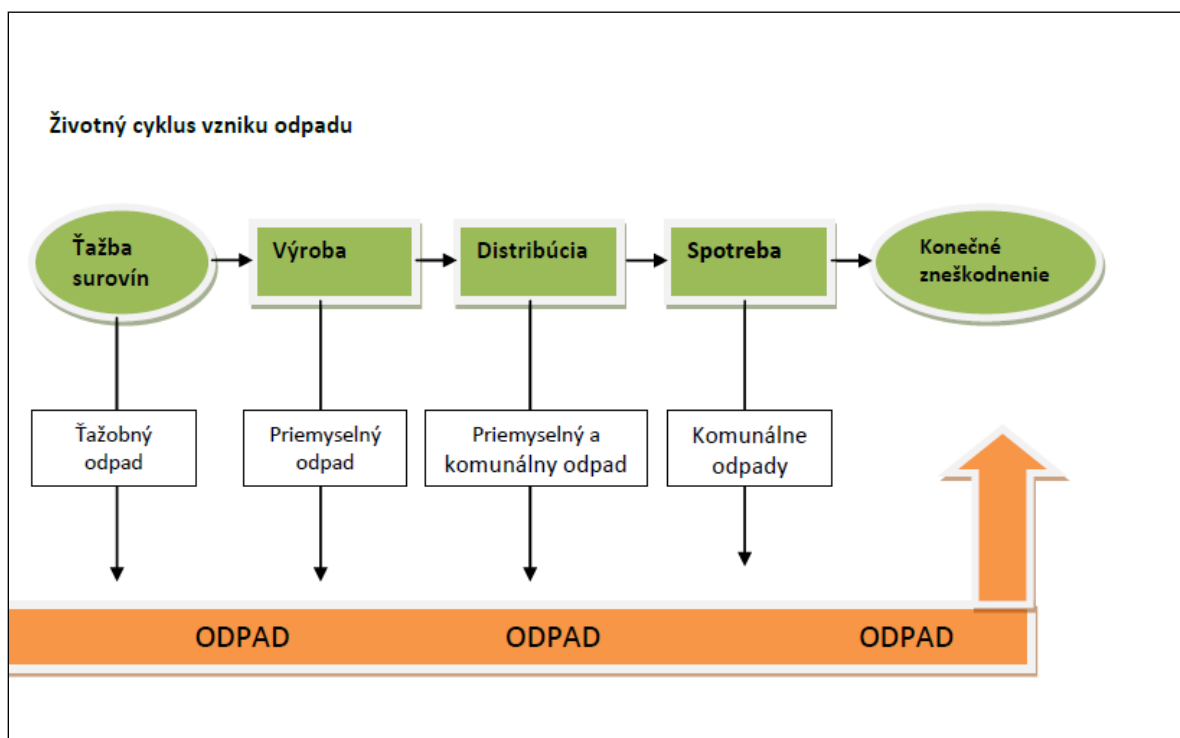 Životný cyklus vzniku odpadu
Ťažba
surovín
Výroba
Distribúcia
Spotreba
Konečné
zneškodnenie
Ťažobný
odpad
Priemyselný
odpad
Priemyselný a
komunálny odpad
Komunálne
odpady
ODPAD
ODPAD
ODPAD